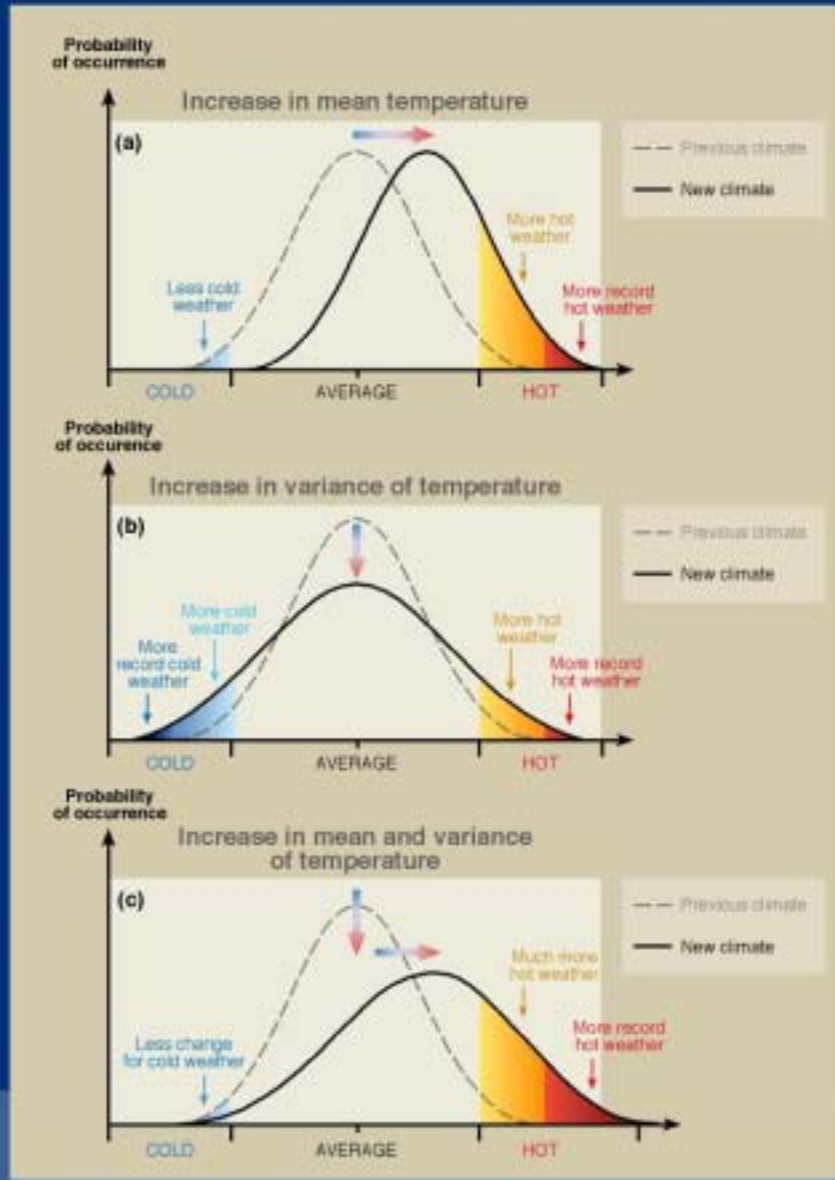 Probability
of occurrence
Increase in mean temperature
(a)
Previous climate
New climate
More hot
weather
Less cold
weather
More record
hot weather
COLD
AVERAGE
HOT
Probability
of occurence
Increase in variance of temperature
(b)
Previous climate
New climate
More cold
weather
More
record cold
weather
More hot
weather
More record
hot weather
COLD
AVERAGE
HOT
Probability
of occurrence
Increase in mean and variance
of temperature
(c)
Previous climate
New climate
Much more
hot weather
Less change
for cold weather
More record
hot weather
COLD
AVERAGE
HOT